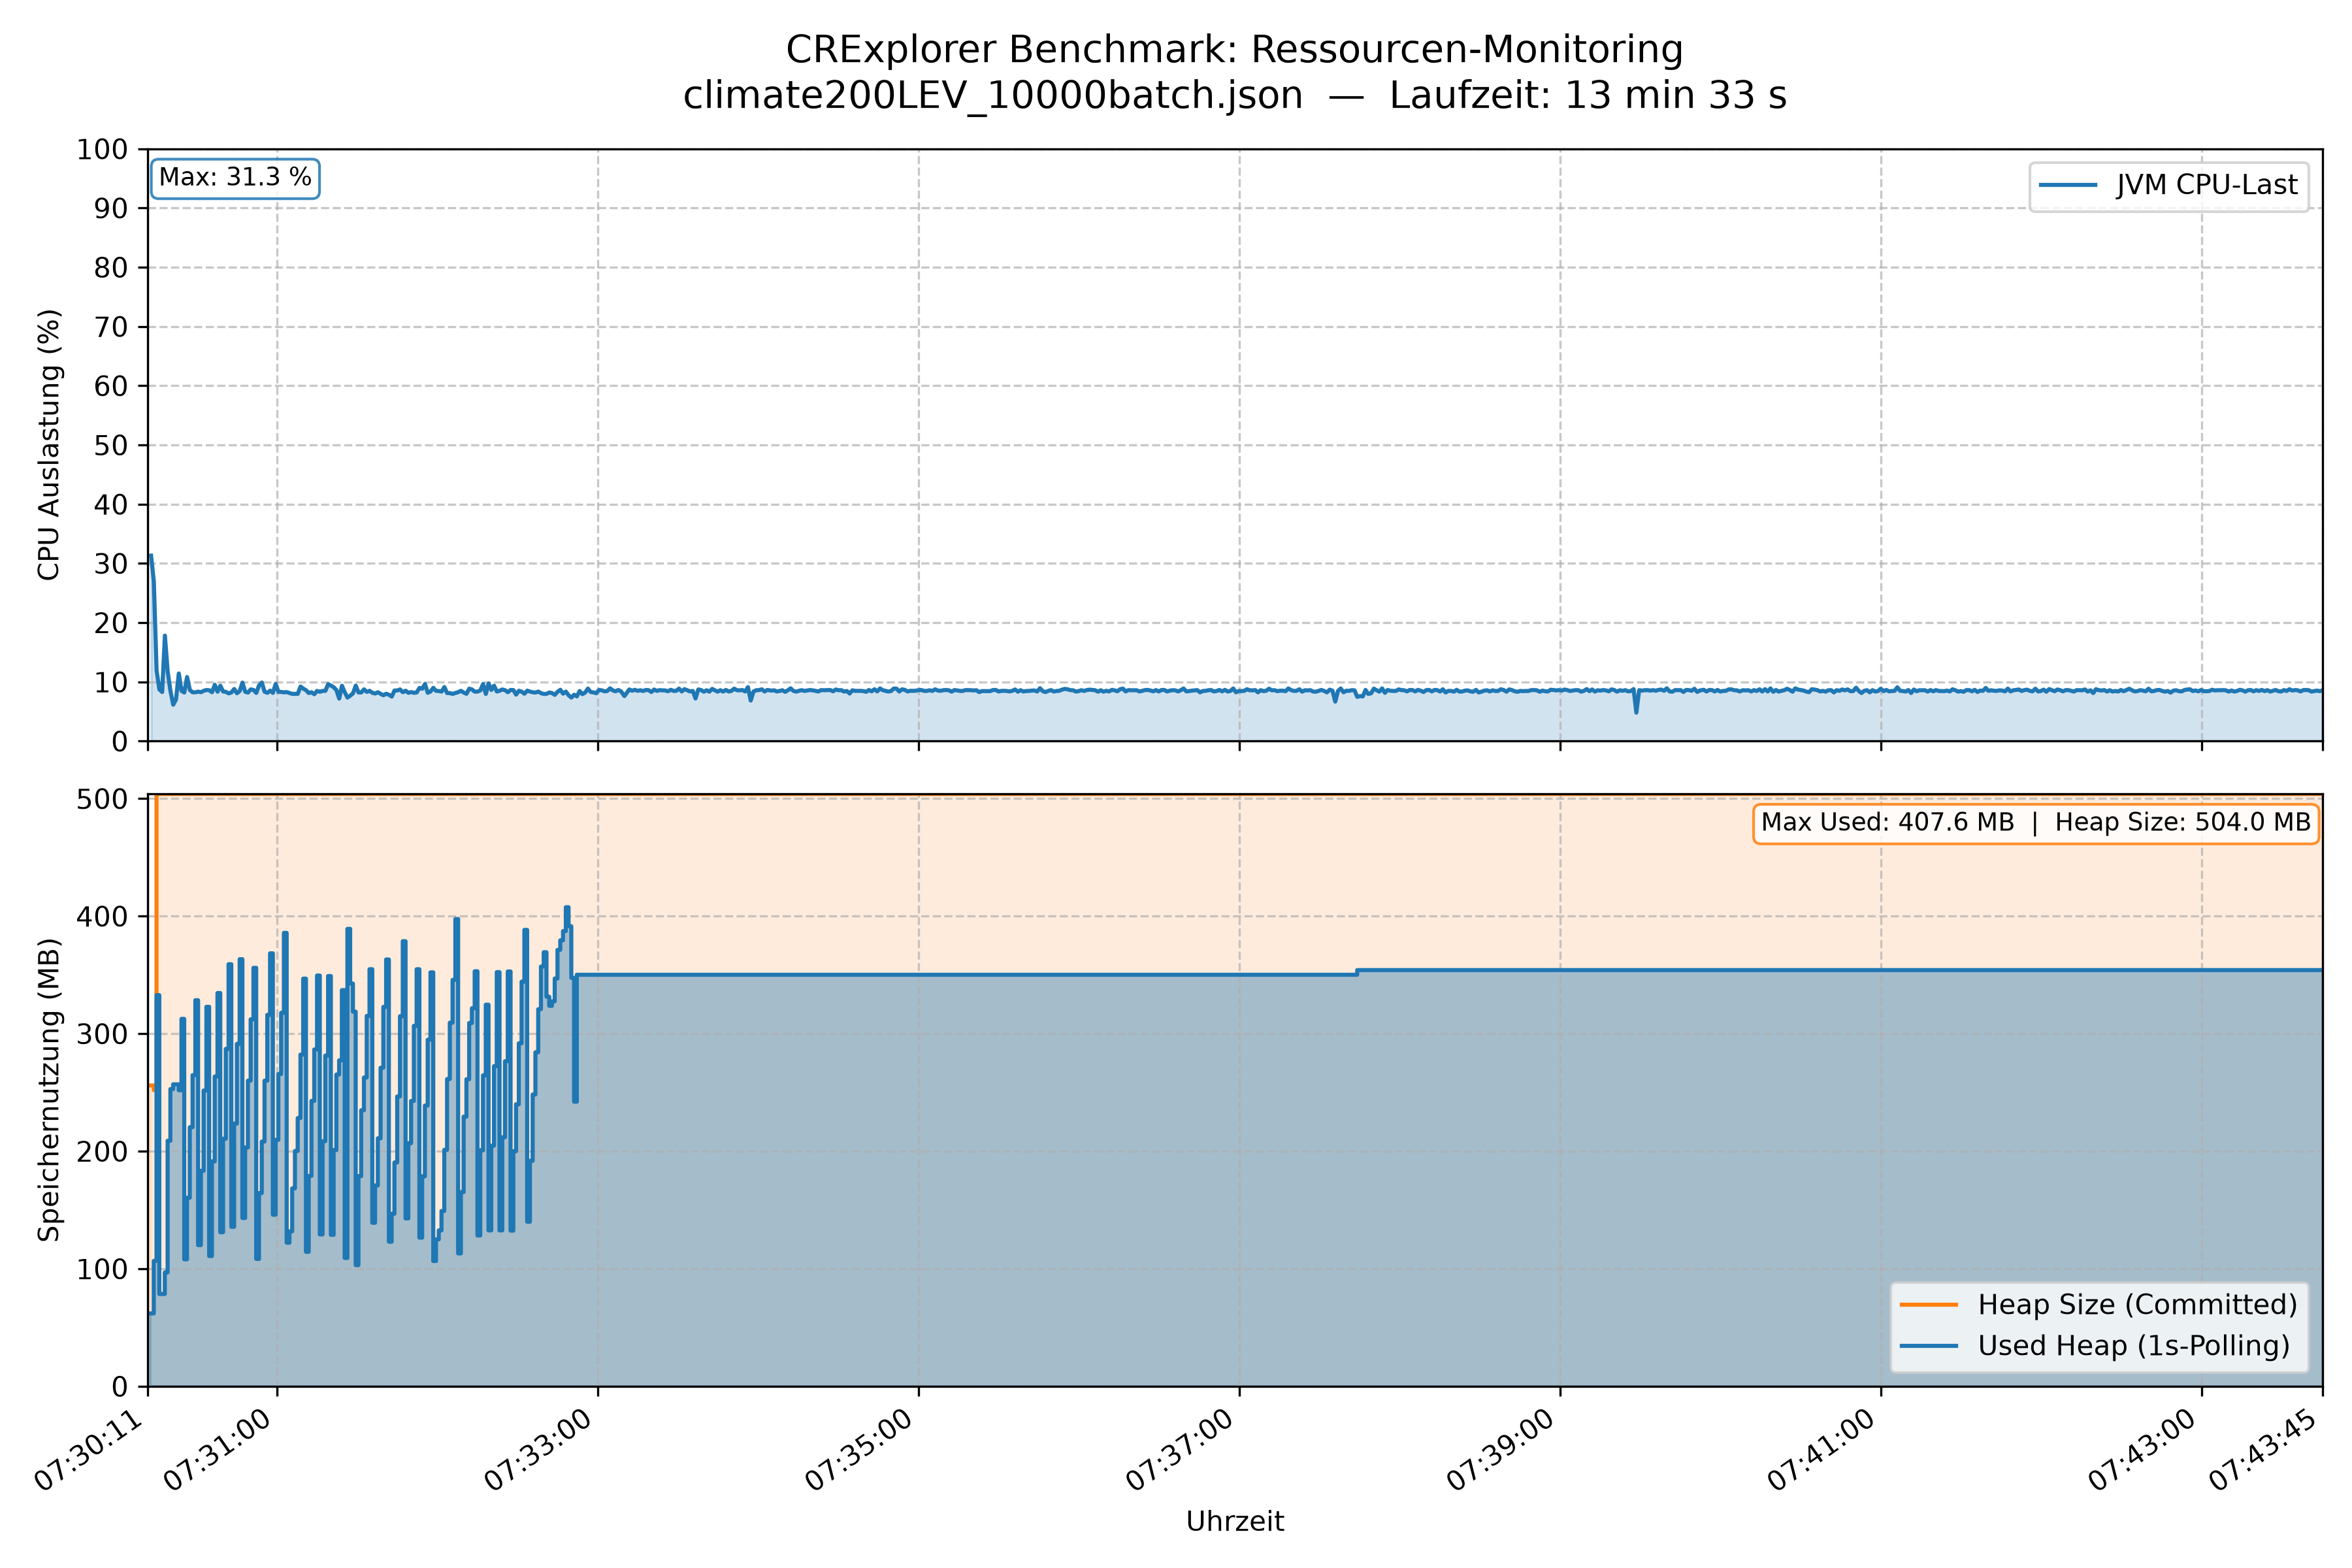 CRExplorer Benchmark: Ressourcen-Monitoring
climate200LEV_10000batch.json — Laufzeit: 13 min 33 s
Max: 31.3 %
JVM CPU-Last
CPU Auslastung (%)
100
90
80
70
60
50
40
30
20
10
0
Max Used: 407.6 MB | Heap Size: 504.0 MB
Speichernutzung (MB)
500
400
300
200
100
0
Heap Size (Committed)
Used Heap (1s-Polling)
07:30:11
07:31:00
07:33:00
07:35:00
07:37:00
07:39:00
07:41:00
07:43:00
07:43:45
Uhrzeit